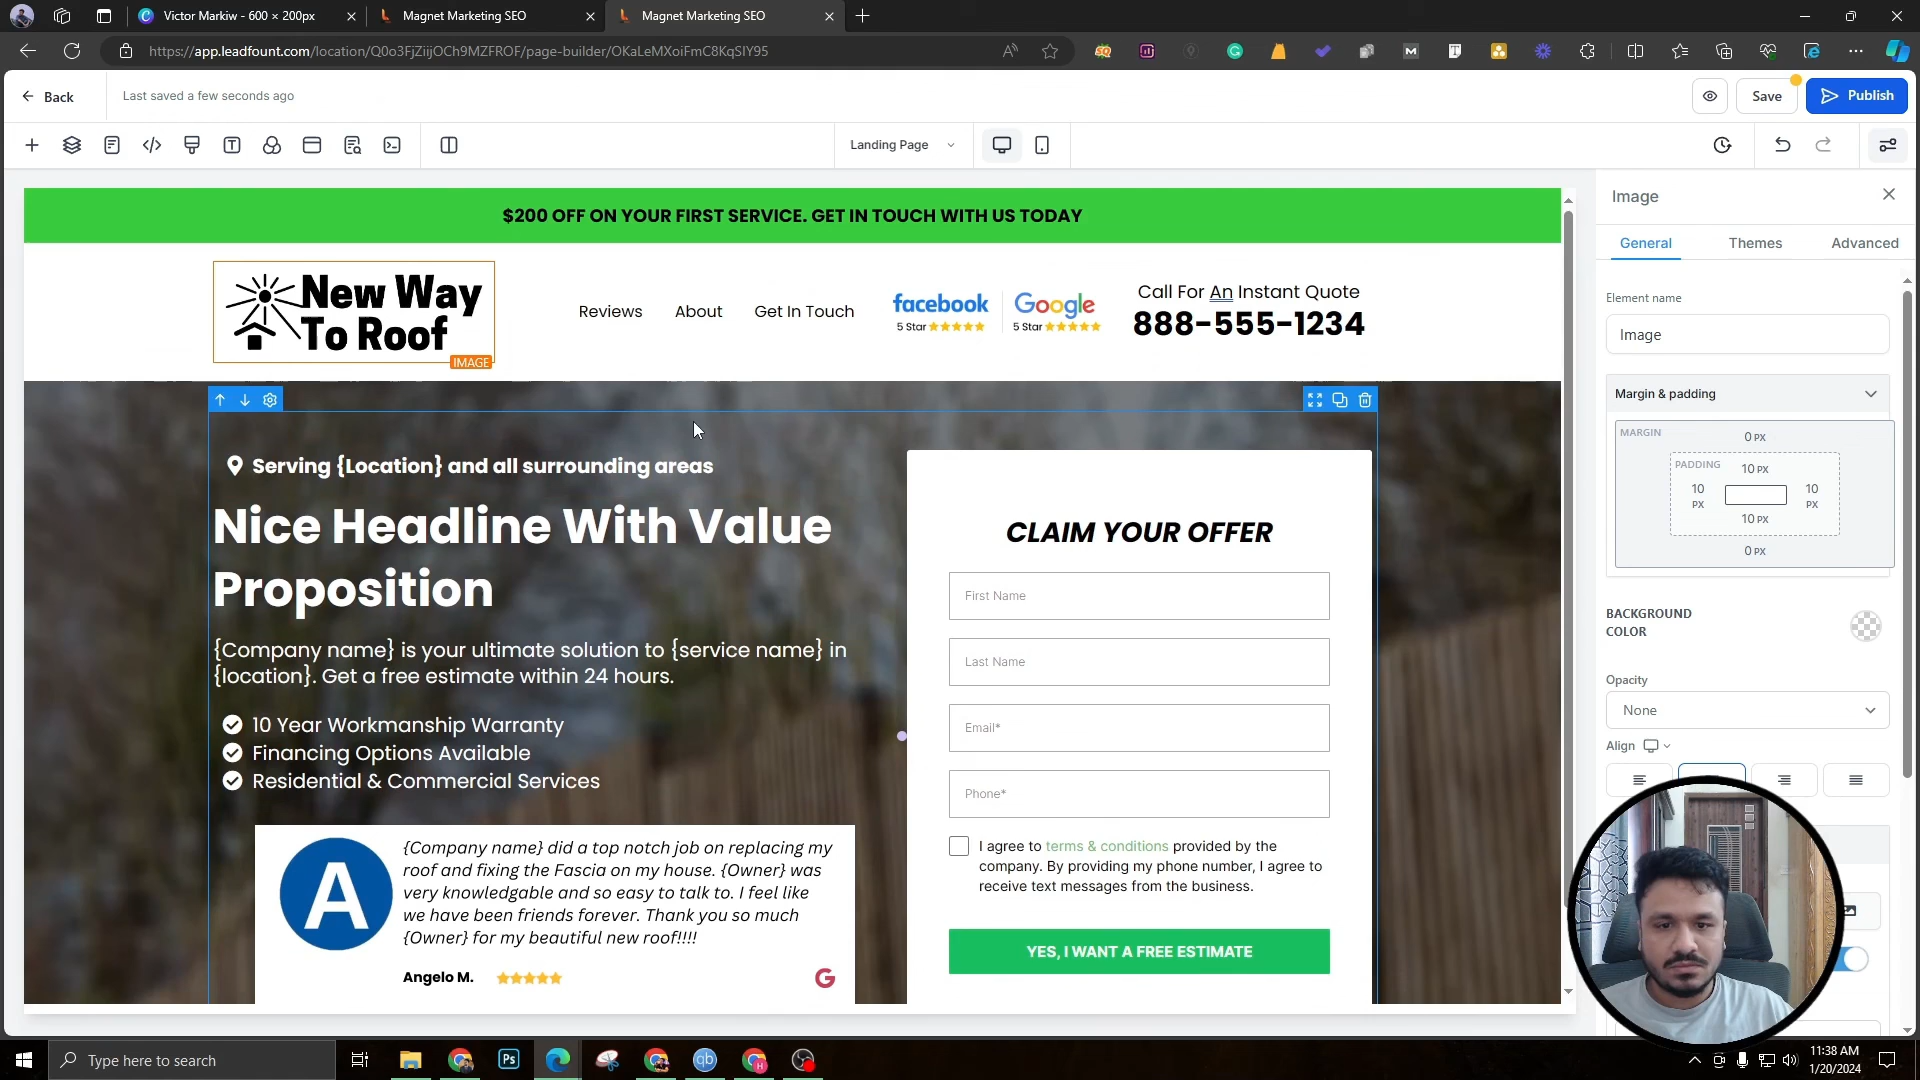 Victor Markiw - 600 × 200px
Magnet Marketing SEO
Magnet Marketing SEO
https://app.leadfount.com/location/Q0o3FjZiijOCh9MZFROF/page-builder/OKaLeMXoiFmC8KqSIY95
Back
Last saved a few seconds ago
Save
Publish
Landing Page
$200 OFF ON YOUR FIRST SERVICE. GET IN TOUCH WITH US TODAY
New Way
To Roof
IMAGE
Reviews
About
Get In Touch
facebook
5 Star
Google
5 Star
Call For An Instant Quote
888-555-1234
Serving {Location} and all surrounding areas
Nice Headline With Value
Proposition
{Company name} is your ultimate solution to {service name} in
{location}. Get a free estimate within 24 hours.
10 Year Workmanship Warranty
Financing Options Available
Residential & Commercial Services
A
{Company name} did a top notch job on replacing my
roof and fixing the Fascia on my house. {Owner} was
very knowledgable and so easy to talk to. I feel like
we have been friends forever. Thank you so much
{Owner} for my beautiful new roof!!!!
Angelo M.
G
CLAIM YOUR OFFER
First Name
Last Name
Email*
Phone*
I agree to terms & conditions provided by the
company. By providing my phone number, I agree to
receive text messages from the business.
YES, I WANT A FREE ESTIMATE
Image
General
Themes
Advanced
Element name
Image
Margin & padding
MARGIN
0 PX
PADDING
10 PX
10
PX
10
PX
10 PX
0 PX
BACKGROUND
COLOR
Opacity
None
Align
Type here to search
Ps
qb
11:38 AM
1/20/2024